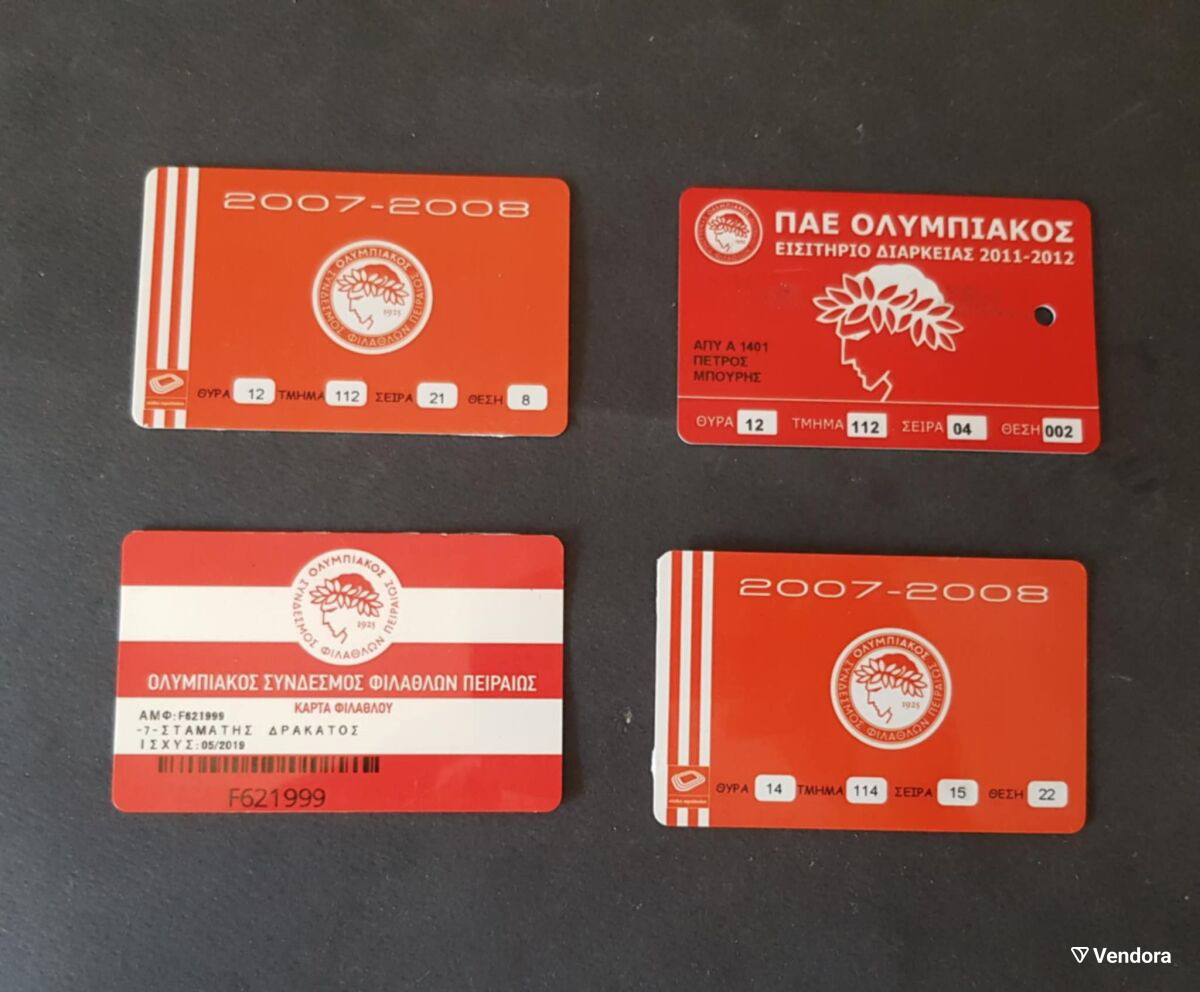 2007-2008
ΟΛΥΜΠΙΑΚΟΣ ΣΥΝΔΕΣΜΟΣ ΦΙΛΑΘΛΩΝ ΠΕΙΡΑΙΩΣ
1925
ΘΥΡΑ 12 ΤΜΗΜΑ 112 ΣΕΙΡΑ 21 ΘΕΣΗ 8
ΠΑΕ ΟΛΥΜΠΙΑΚΟΣ
ΕΙΣΙΤΗΡΙΟ ΔΙΑΡΚΕΙΑΣ 2011-2012
ΑΠΥ Α 1401
ΠΕΤΡΟΣ
ΜΠΟΥΡΗΣ
ΘΥΡΑ 12 ΤΜΗΜΑ 112 ΣΕΙΡΑ 04 ΘΕΣΗ 002
ΟΛΥΜΠΙΑΚΟΣ ΣΥΝΔΕΣΜΟΣ ΦΙΛΑΘΛΩΝ ΠΕΙΡΑΙΩΣ
1925
ΟΛΥΜΠΙΑΚΟΣ ΣΥΝΔΕΣΜΟΣ ΦΙΛΑΘΛΩΝ ΠΕΙΡΑΙΩΣ
ΚΑΡΤΑ ΦΙΛΑΘΛΟΥ
ΑΜΦ:F621999
-7-ΣΤΑΜΑΤΗΣ ΔΡΑΚΑΤΟΣ
ΙΣΧΥΣ:05/2019
F621999
2007-2008
ΟΛΥΜΠΙΑΚΟΣ ΣΥΝΔΕΣΜΟΣ ΦΙΛΑΘΛΩΝ ΠΕΙΡΑΙΩΣ
1925
ΘΥΡΑ 14 ΤΜΗΜΑ 114 ΣΕΙΡΑ 15 ΘΕΣΗ 22
Vendora